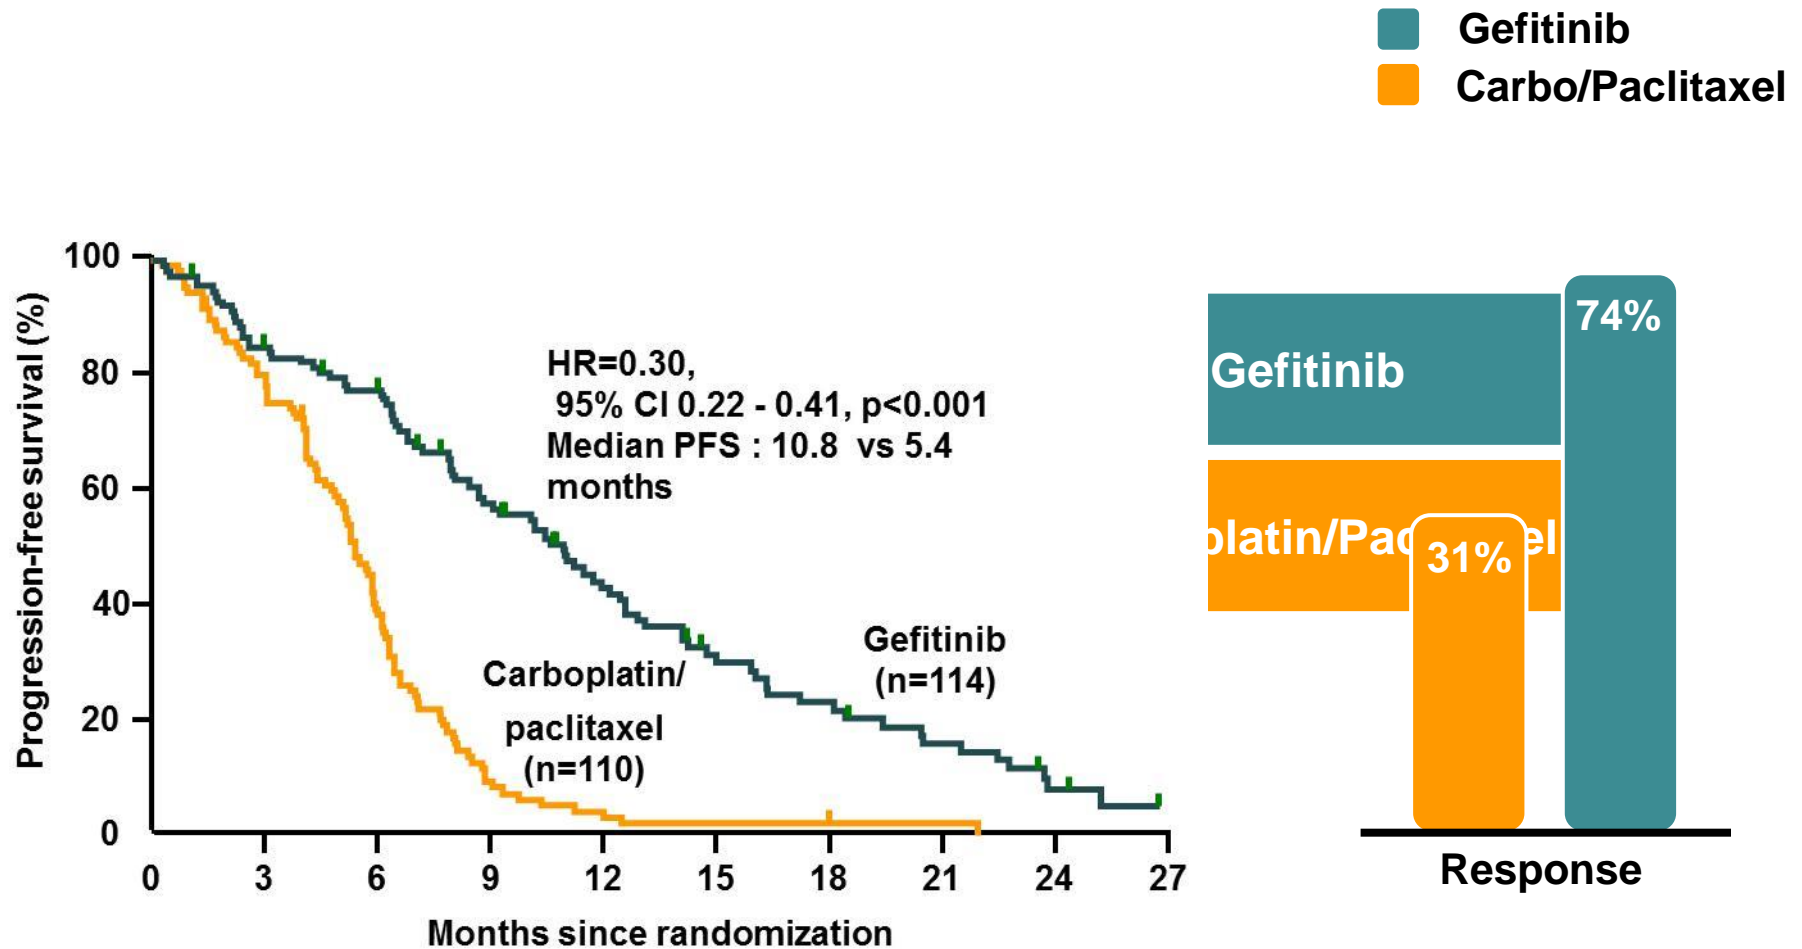 Gefitinib
Carbo/Paclitaxel
Progression-free survival (%)
100
80
60
40
20
0
HR=0.30,
95% CI 0.22 - 0.41, p<0.001
Median PFS : 10.8 vs 5.4
months
Carboplatin/
paclitaxel
(n=110)
Gefitinib
(n=114)
0 3 6 9 12 15 18 21 24 27
Months since randomization
Gefitinib
74%
31%
Response